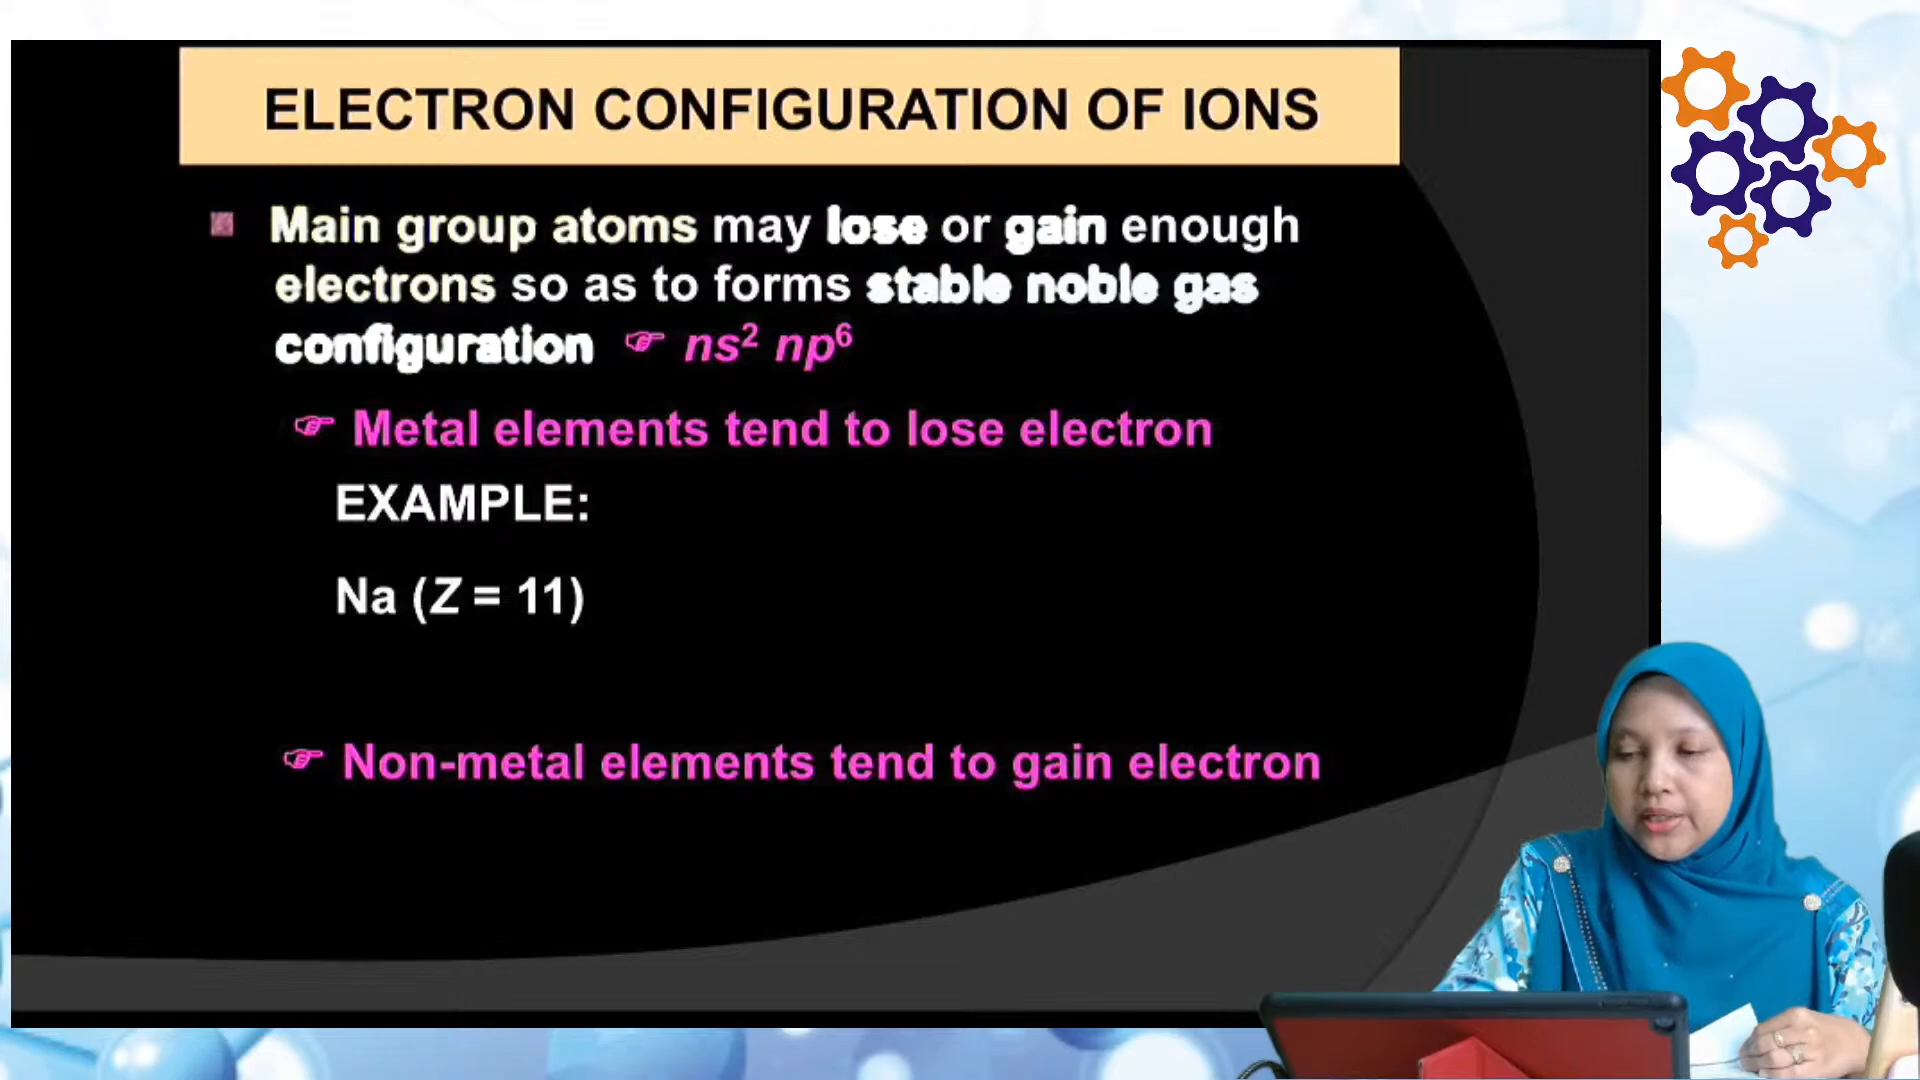 ELECTRON CONFIGURATION OF IONS
Main group atoms may lose or gain enough
electrons so as to forms stable noble gas
configuration ☞ ns² np⁶
☞ Metal elements tend to lose electron
EXAMPLE:
Na (Z = 11)
☞ Non-metal elements tend to gain electron